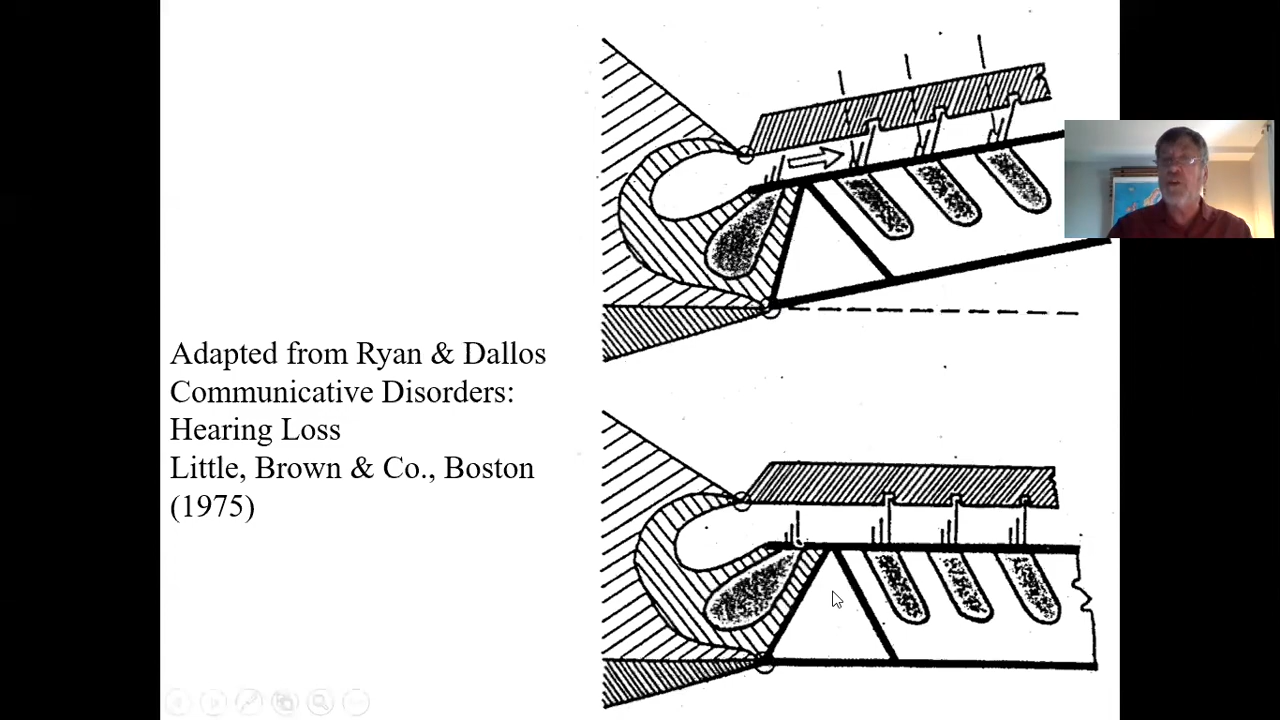 Adapted from Ryan & Dallos
Communicative Disorders:
Hearing Loss
Little, Brown & Co., Boston
(1975)